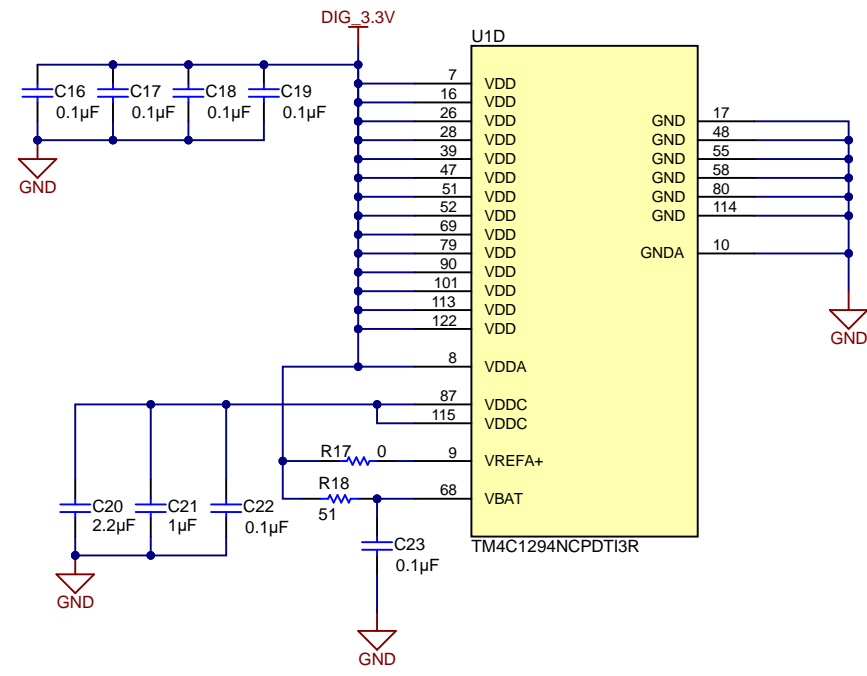 DIG_3.3V
U1D
C16
0.1µF
C17
0.1µF
C18
0.1µF
C19
0.1µF
GND
7 VDD
16 VDD
26 VDD
28 VDD
39 VDD
47 VDD
51 VDD
52 VDD
69 VDD
79 VDD
90 VDD
101 VDD
113 VDD
122 VDD
8 VDDA
87 VDDC
115 VDDC
9 VREFA+
68 VBAT
GND 17
GND 48
GND 55
GND 58
GND 80
GND 114
GNDA 10
GND
R17 0
R18
51
C20
2.2µF
C21
1µF
C22
0.1µF
C23
0.1µF
GND
GND
TM4C1294NCPDTI3R